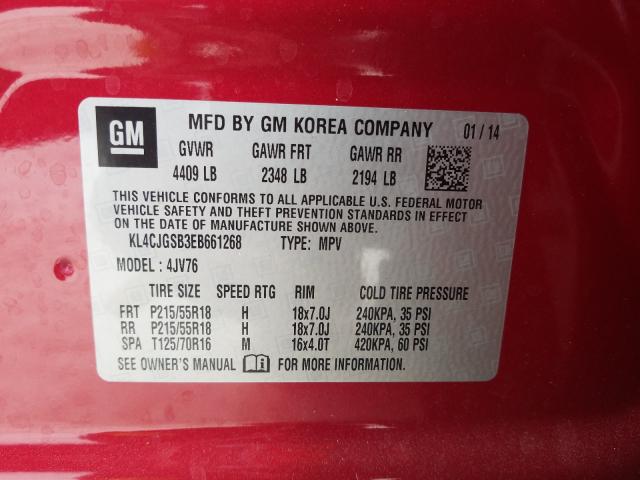 GM MFD BY GM KOREA COMPANY 01/14
GVWR GAWR FRT GAWR RR
4409 LB 2348 LB 2194 LB
THIS VEHICLE CONFORMS TO ALL APPLICABLE U.S. FEDERAL MOTOR
VEHICLE SAFETY AND THEFT PREVENTION STANDARDS IN EFFECT
ON THE DATE OF MANUFACTURE SHOWN ABOVE.
KL4CJGSB3EB661268 TYPE: MPV
MODEL : 4JV76
TIRE SIZE SPEED RTG RIM COLD TIRE PRESSURE
FRT P215/55R18 H 18x7.0J 240KPA, 35 PSI
RR P215/55R18 H 18x7.0J 240KPA, 35 PSI
SPA T125/70R16 M 16x4.0T 420KPA, 60 PSI
SEE OWNER'S MANUAL FOR MORE INFORMATION.